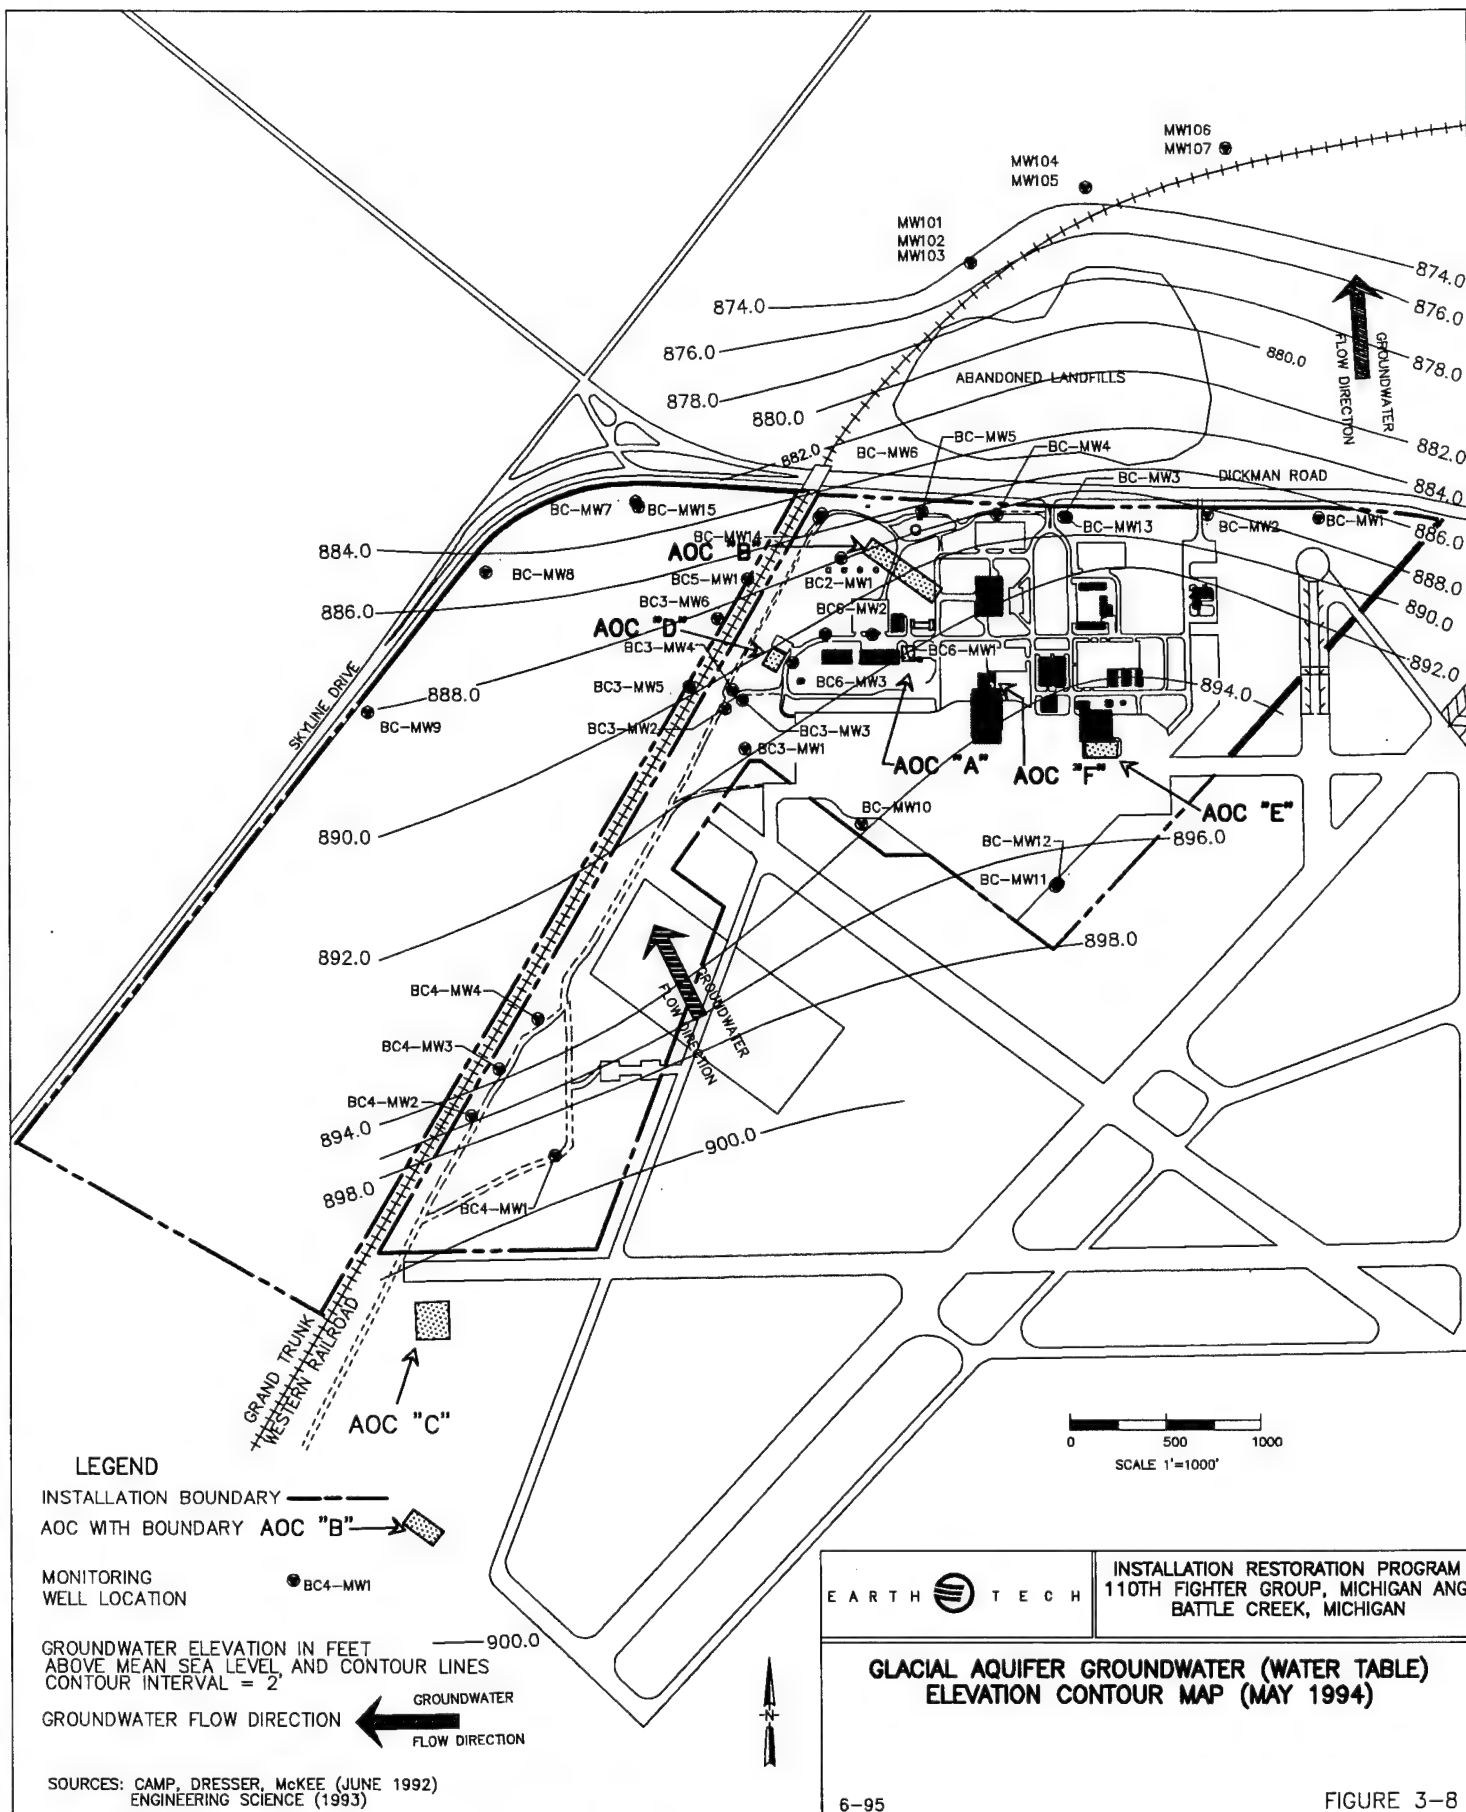 MW106
MW107
MW104
MW105
MW101
MW102
MW103
874.0
874.0
876.0
876.0
878.0
878.0
880.0
880.0
882.0
882.0
884.0
884.0
886.0
886.0
888.0
888.0
890.0
890.0
892.0
892.0
894.0
894.0
896.0
898.0
898.0
900.0
GROUNDWATER
FLOW DIRECTION
ABANDONED LANDFILLS
DICKMAN ROAD
SKYLINE DRIVE
BC-MW6
BC-MW5
BC-MW4
BC-MW3
BC-MW13
BC-MW2
BC-MW1
BC-MW7
BC-MW15
BC-MW14
BC-MW8
BC-MW9
AOC "B"
BC5-MW1
BC2-MW1
BC3-MW6
BC6-MW2
AOC "D"
BC3-MW4
BC6-MW1
BC3-MW5
BC6-MW3
BC3-MW2
BC3-MW3
BC3-MW1
AOC "A"
AOC "F"
AOC "E"
BC-MW10
BC-MW12
BC-MW11
GROUNDWATER
FLOW DIRECTION
BC4-MW4
BC4-MW3
BC4-MW2
BC4-MW1
GRAND TRUNK
WESTERN RAILROAD
AOC "C"
0 500 1000
SCALE 1'=1000'
LEGEND
INSTALLATION BOUNDARY
AOC WITH BOUNDARY AOC "B"
MONITORING
WELL LOCATION
BC4-MW1
GROUNDWATER ELEVATION IN FEET
ABOVE MEAN SEA LEVEL, AND CONTOUR LINES
CONTOUR INTERVAL = 2'
900.0
GROUNDWATER FLOW DIRECTION
GROUNDWATER
FLOW DIRECTION
SOURCES: CAMP, DRESSER, McKEE (JUNE 1992)
ENGINEERING SCIENCE (1993)
N
EARTH TECH
INSTALLATION RESTORATION PROGRAM
110TH FIGHTER GROUP, MICHIGAN ANG
BATTLE CREEK, MICHIGAN
GLACIAL AQUIFER GROUNDWATER (WATER TABLE)
ELEVATION CONTOUR MAP (MAY 1994)
6-95
FIGURE 3-8